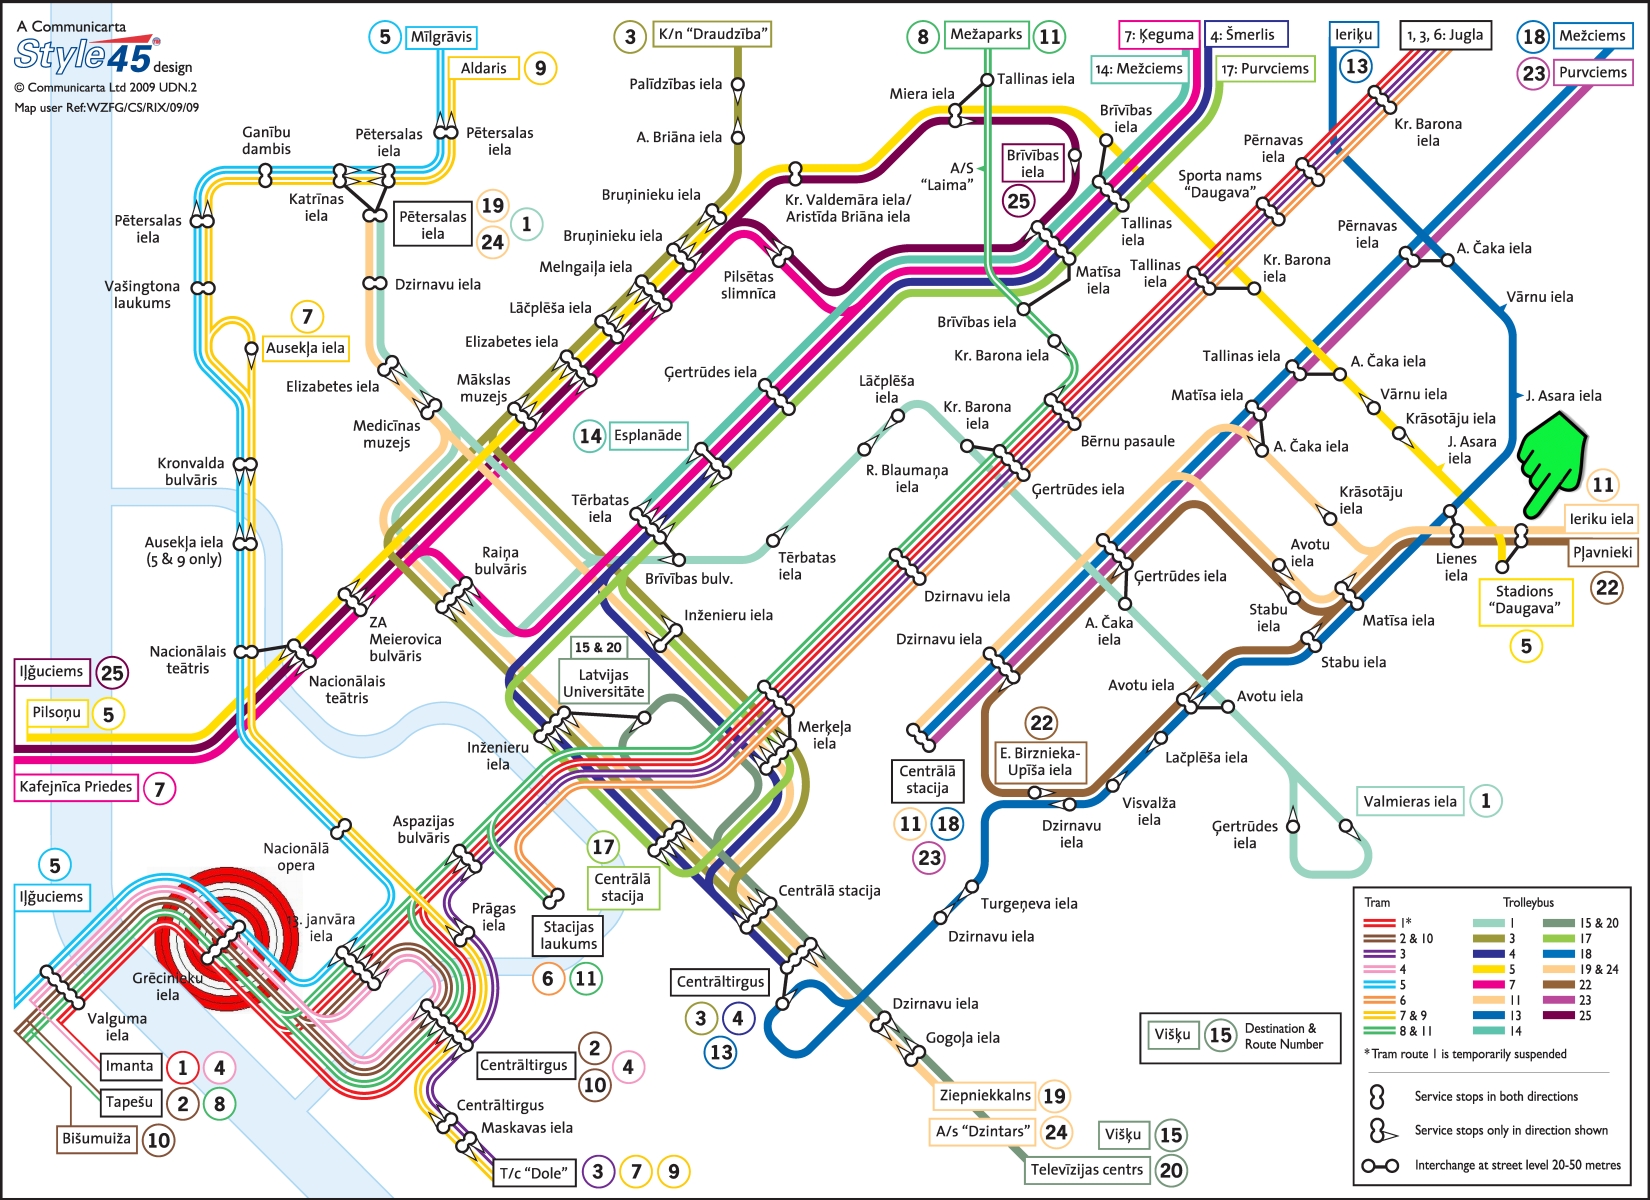 A Communicarta
Style 45
design
© Communicarta Ltd 2009 UDN.2
Map user Ref:WZFG/CS/RIX/09/09
5
Mīlgrāvis
Aldaris
9
3
K/n “Draudzība”
8
Mežaparks
11
7: Ķeguma
4: Šmerlis
14: Mežciems
17: Purvciems
Ieriķu
13
1, 3, 6: Jugla
18
Mežciems
23
Purvciems
Palīdzības iela
A. Briāna iela
Bruņinieku iela
Bruņinieku iela
Melngaiļa iela
Lāčplēša iela
Elizabetes iela
Mākslas
muzejs
Miera iela
Tallinas iela
Kr. Valdemāra iela/
Aristīda Briāna iela
A/S
“Laima”
Brīvības
iela
25
Brīvības
iela
Tallinas
iela
Matīsa
iela
Brīvības iela
Kr. Barona iela
Pilsētas
slimnīca
Ganību
dambis
Pētersalas
iela
Pētersalas
iela
Katrīnas
iela
Pētersalas
iela
19
24
1
Pētersalas
iela
Vašingtona
laukums
Dzirnavu iela
7
Ausekļa iela
Elizabetes iela
Medicīnas
muzejs
Kronvalda
bulvāris
Ausekļa iela
(5 & 9 only)
Nacionālais
teātris
Pērnavas
iela
Sporta nams
“Daugava”
Kr. Barona
iela
Tallinas
iela
Kr. Barona
iela
Pērnavas
iela
A. Čaka iela
Vārnu iela
Tallinas iela
A. Čaka iela
Vārnu iela
Krāsotāju iela
J. Asara
iela
J. Asara iela
Matīsa iela
A. Čaka iela
Krāsotāju
iela
11
Ieriku iela
Pļavnieki
22
Lienes
iela
Stadions
“Daugava”
5
Ģertrūdes iela
14
Esplanāde
Tērbatas
iela
Lāčplēša
iela
Kr. Barona
iela
R. Blaumaņa
iela
Bērnu pasaule
Ģertrūdes iela
Brīvības bulv.
Tērbatas
iela
Dzirnavu iela
Raiņa
bulvāris
Inženieru iela
ZA
Meierovica
bulvāris
Nacionālais
teātris
15 & 20
Latvijas
Universitāte
Inženieru
iela
Merķeļa
iela
Ģertrūdes iela
A. Čaka
iela
Avotu
iela
Stabu
iela
Matīsa iela
Stabu iela
Dzirnavu iela
Avotu iela
Avotu iela
Lačplēša iela
22
E. Birznieka-
Upīša iela
Visvalža
iela
Dzirnavu
iela
Centrālā
stacija
11
18
23
Ģertrūdes
iela
Valmieras iela
1
Iļģuciems
25
Pilsoņu
5
Kafejnīca Priedes
7
5
Iļģuciems
Nacionālā
opera
Aspazijas
bulvāris
17
Centrālā
stacija
Centrālā stacija
Stacijas
laukums
6
11
Prāgas
iela
13. janvāra
iela
Grēcinieku
iela
Valguma
iela
Imanta
1
4
Tapešu
2
8
Bišumuiža
10
Centrāltirgus
2
10
4
Centrāltirgus
Maskavas iela
T/c “Dole”
3
7
9
Centrāltirgus
3
4
13
Turgeņeva iela
Dzirnavu iela
Dzirnavu iela
Gogoļa iela
Ziepniekkalns
19
A/s “Dzintars”
24
Višķu
15
Televīzijas centrs
20
Višķu
15
Destination &
Route Number
Tram
Trolleybus
1*
2 & 10
3
4
5
6
7 & 9
8 & 11
1
3
4
5
7
11
13
14
15 & 20
17
18
19 & 24
22
23
25
* Tram route 1 is temporarily suspended
Service stops in both directions
Service stops only in direction shown
Interchange at street level 20-50 metres